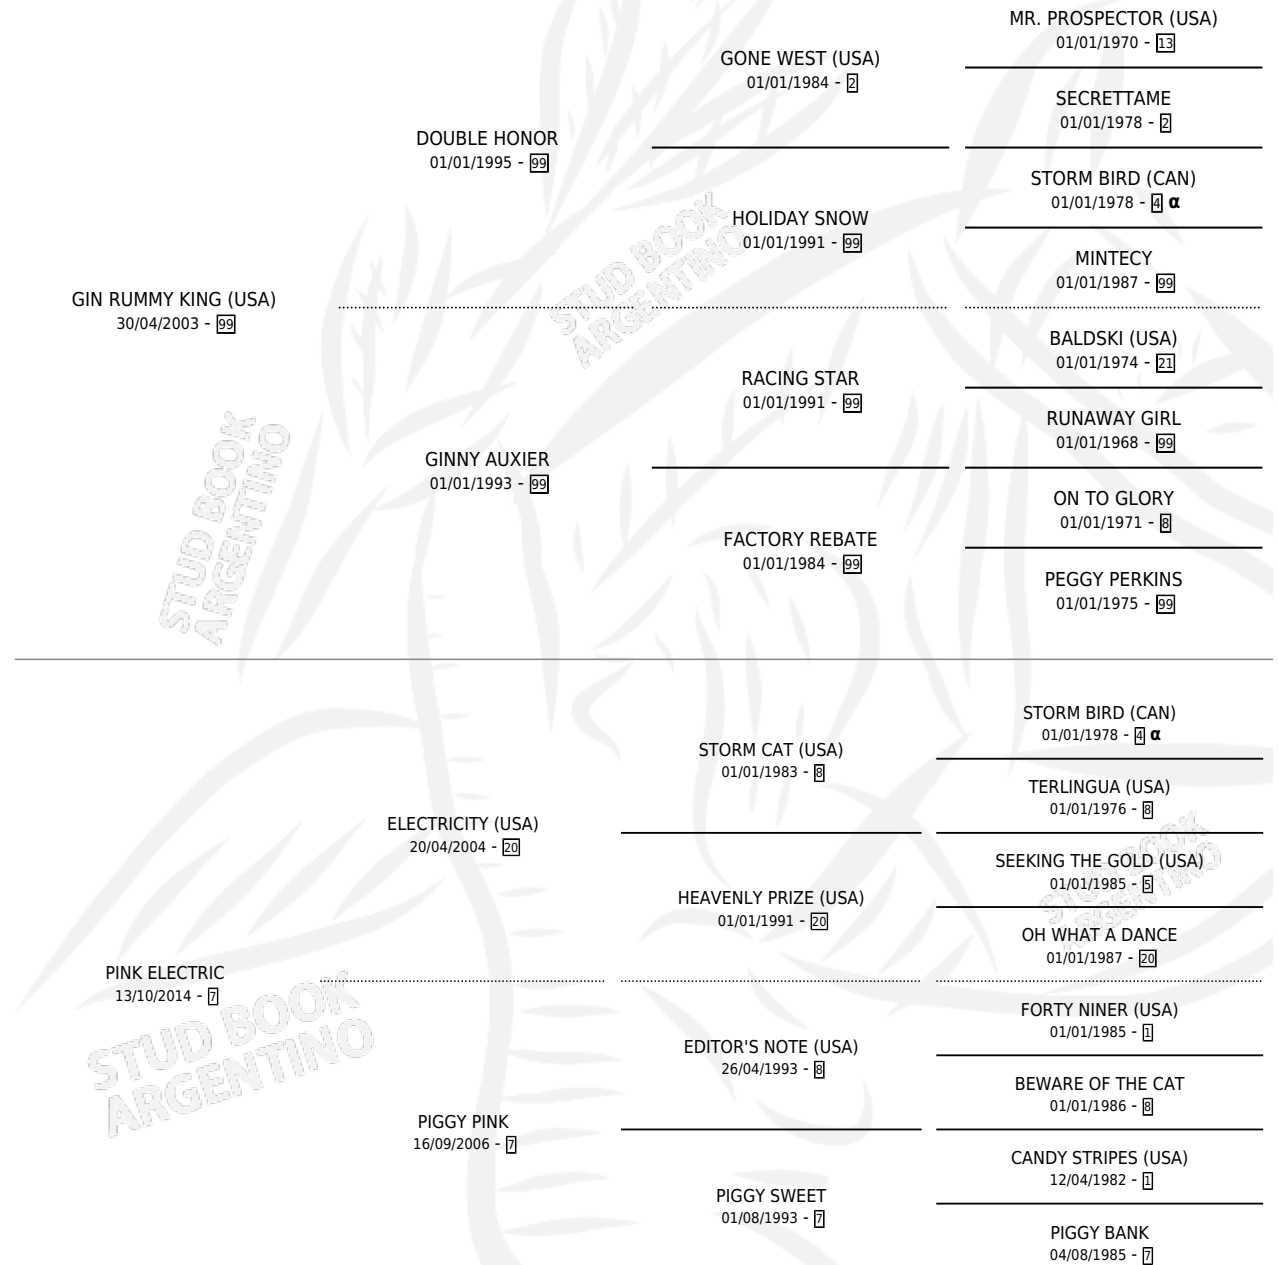 MR. PROSPECTOR (USA)
01/01/1970 - 13
GONE WEST (USA)
01/01/1984 - 2
SECRETTAME
01/01/1978 - 2
DOUBLE HONOR
01/01/1995 - 99
STORM BIRD (CAN)
01/01/1978 - 4 α
HOLIDAY SNOW
01/01/1991 - 99
MINTECY
01/01/1987 - 99
GIN RUMMY KING (USA)
30/04/2003 - 99
BALDSKI (USA)
01/01/1974 - 21
RACING STAR
01/01/1991 - 99
RUNAWAY GIRL
01/01/1968 - 99
GINNY AUXIER
01/01/1993 - 99
ON TO GLORY
01/01/1971 - 8
FACTORY REBATE
01/01/1984 - 99
PEGGY PERKINS
01/01/1975 - 99
STORM BIRD (CAN)
01/01/1978 - 4 α
STORM CAT (USA)
01/01/1983 - 8
TERLINGUA (USA)
01/01/1976 - 8
ELECTRICITY (USA)
20/04/2004 - 20
SEEKING THE GOLD (USA)
01/01/1985 - 5
HEAVENLY PRIZE (USA)
01/01/1991 - 20
OH WHAT A DANCE
01/01/1987 - 20
PINK ELECTRIC
13/10/2014 - 7
FORTY NINER (USA)
01/01/1985 - 1
EDITOR'S NOTE (USA)
26/04/1993 - 8
BEWARE OF THE CAT
01/01/1986 - 8
PIGGY PINK
16/09/2006 - 7
CANDY STRIPES (USA)
12/04/1982 - 1
PIGGY SWEET
01/08/1993 - 7
PIGGY BANK
04/08/1985 - 7
STUD BOOK
ARGENTINO
STUD BOOK
ARGENTINO
STUD BOOK
ARGENTINO
STUD BOOK
ARGENTINO